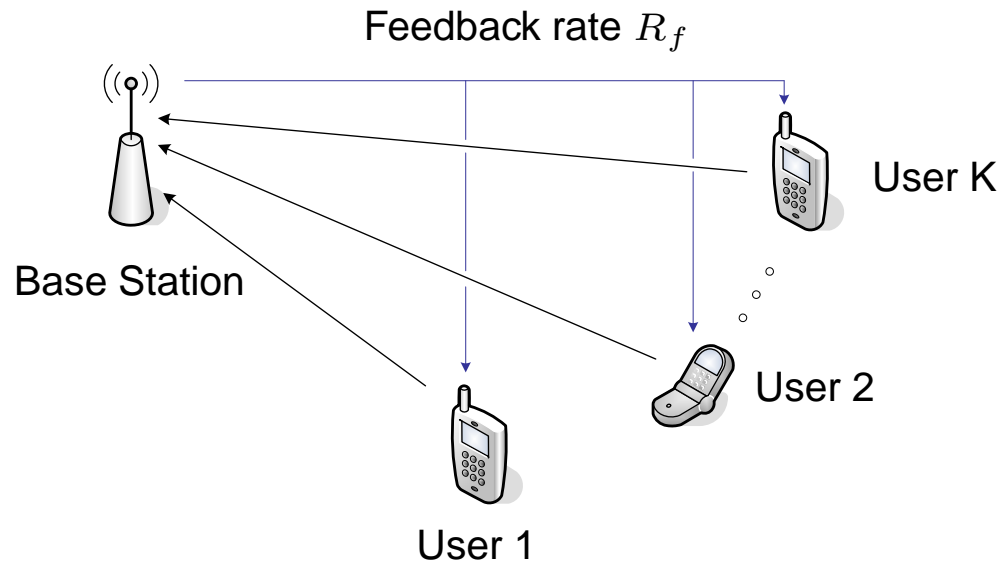 Feedback rate R_f
User K
Base Station
User 2
User 1